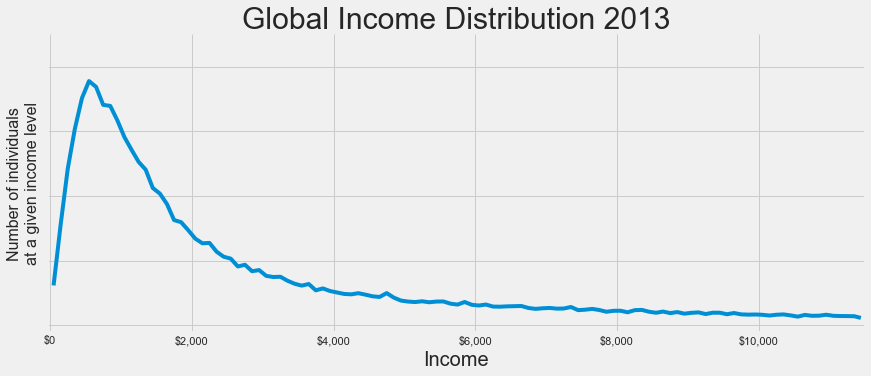 Global Income Distribution 2013
Number of individuals
at a given income level
$0
$2,000
$4,000
$6,000
$8,000
$10,000
Income